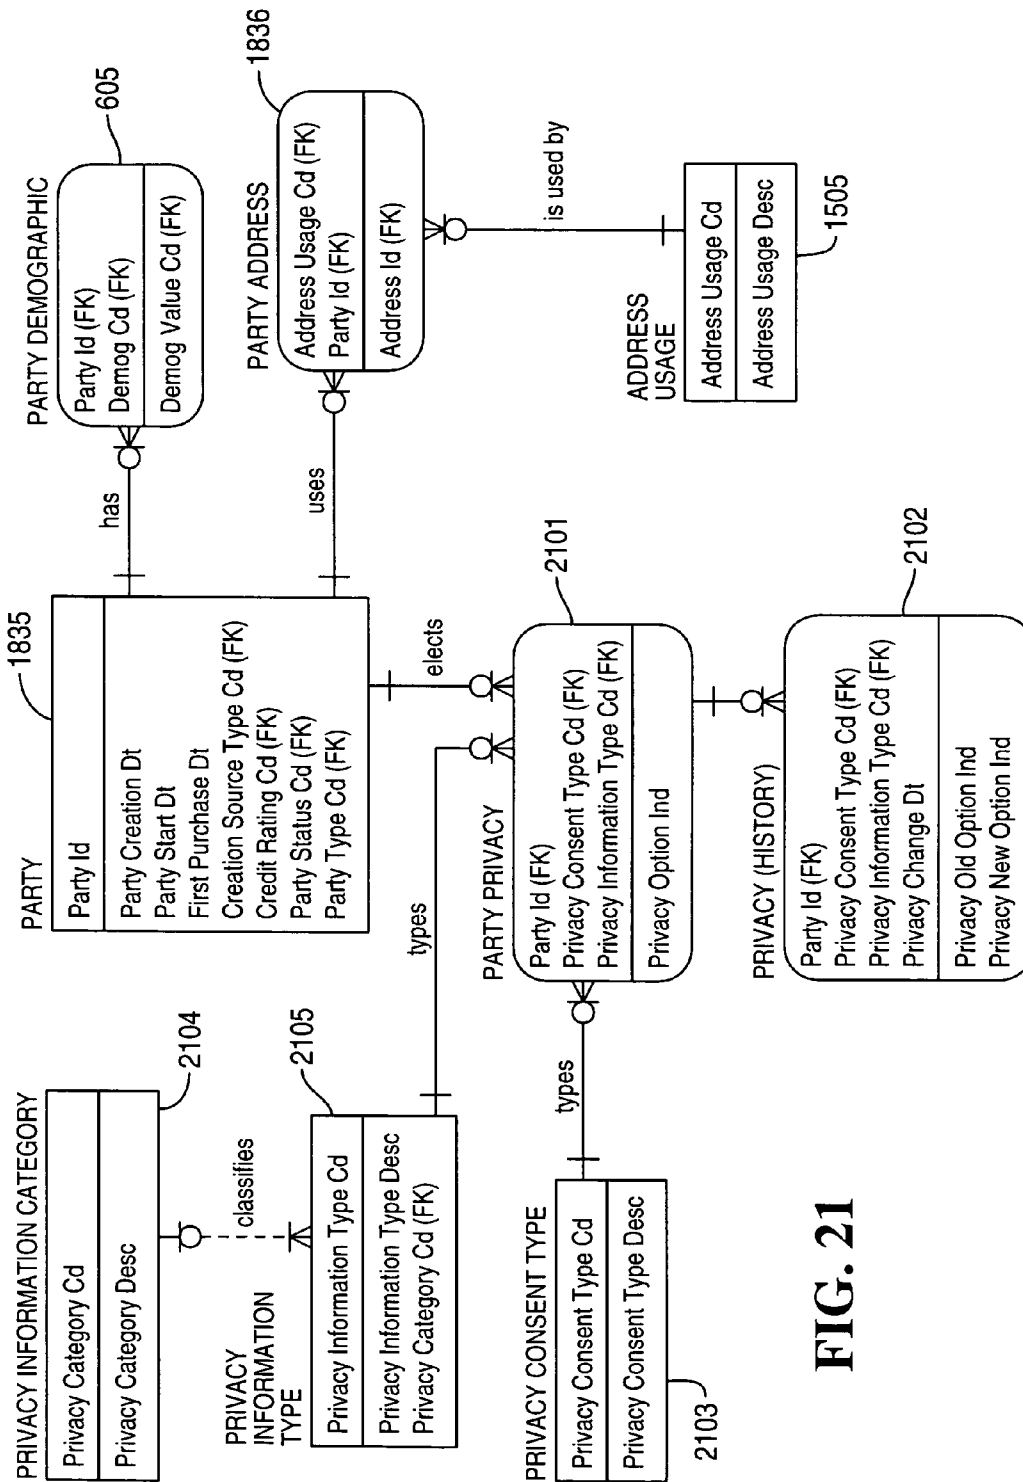 PRIVACY INFORMATION CATEGORY
2104
Privacy Category Cd
Privacy Category Desc
classifies
PRIVACY
INFORMATION
TYPE
2105
Privacy Information Type Cd
Privacy Information Type Desc
Privacy Category Cd (FK)
types
PRIVACY CONSENT TYPE
Privacy Consent Type Cd
Privacy Consent Type Desc
2103
types
PARTY
1835
Party Id
Party Creation Dt
Party Start Dt
First Purchase Dt
Creation Source Type Cd (FK)
Credit Rating Cd (FK)
Party Status Cd (FK)
Party Type Cd (FK)
elects
PARTY PRIVACY
2101
Party Id (FK)
Privacy Consent Type Cd (FK)
Privacy Information Type Cd (FK)
Privacy Option Ind
PRIVACY (HISTORY)
2102
Party Id (FK)
Privacy Consent Type Cd (FK)
Privacy Information Type Cd (FK)
Privacy Change Dt
Privacy Old Option Ind
Privacy New Option Ind
has
uses
PARTY DEMOGRAPHIC
605
Party Id (FK)
Demog Cd (FK)
Demog Value Cd (FK)
PARTY ADDRESS
1836
Address Usage Cd (FK)
Party Id (FK)
Address Id (FK)
is used by
ADDRESS
USAGE
Address Usage Cd
Address Usage Desc
1505
FIG. 21